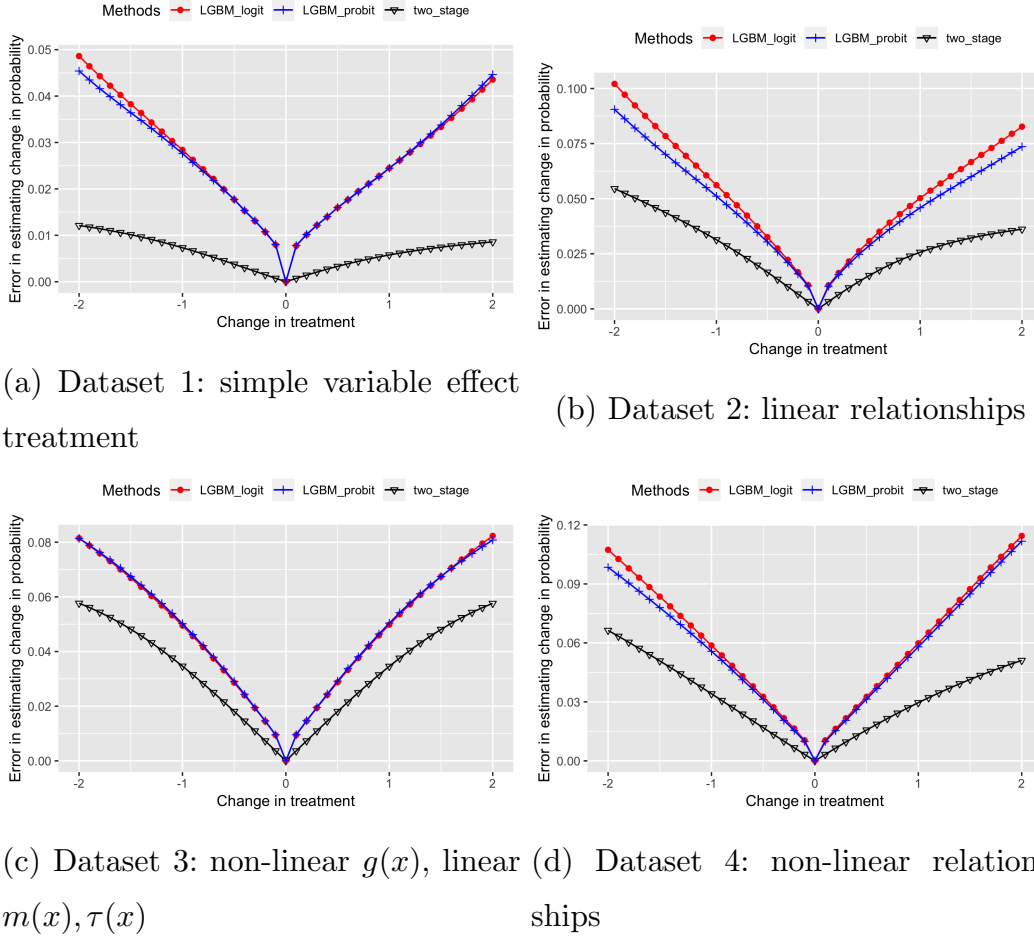 Methods LGBM_logit LGBM_probit two_stage
Error in estimating change in probability
0.05
0.04
0.03
0.02
0.01
0.00
-2 -1 0 1 2
Change in treatment
(a) Dataset 1: simple variable effect
treatment
Methods LGBM_logit LGBM_probit two_stage
Error in estimating change in probability
0.100
0.075
0.050
0.025
0.000
-2 -1 0 1 2
Change in treatment
(b) Dataset 2: linear relationships
Methods LGBM_logit LGBM_probit two_stage
Error in estimating change in probability
0.08
0.06
0.04
0.02
0.00
-2 -1 0 1 2
Change in treatment
(c) Dataset 3: non-linear g(x), linear
m(x), τ(x)
Methods LGBM_logit LGBM_probit two_stage
Error in estimating change in probability
0.12
0.09
0.06
0.03
0.00
-2 -1 0 1 2
Change in treatment
(d) Dataset 4: non-linear relation
ships